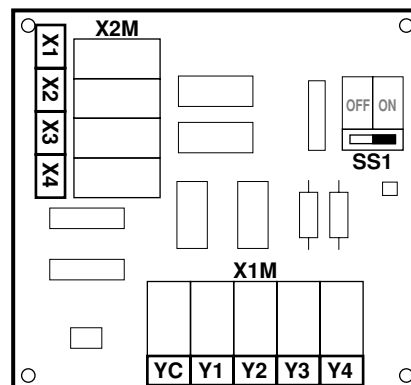 X2M
X1
X2
X3
X4
OFF ON
SS1
X1M
YC Y1 Y2 Y3 Y4